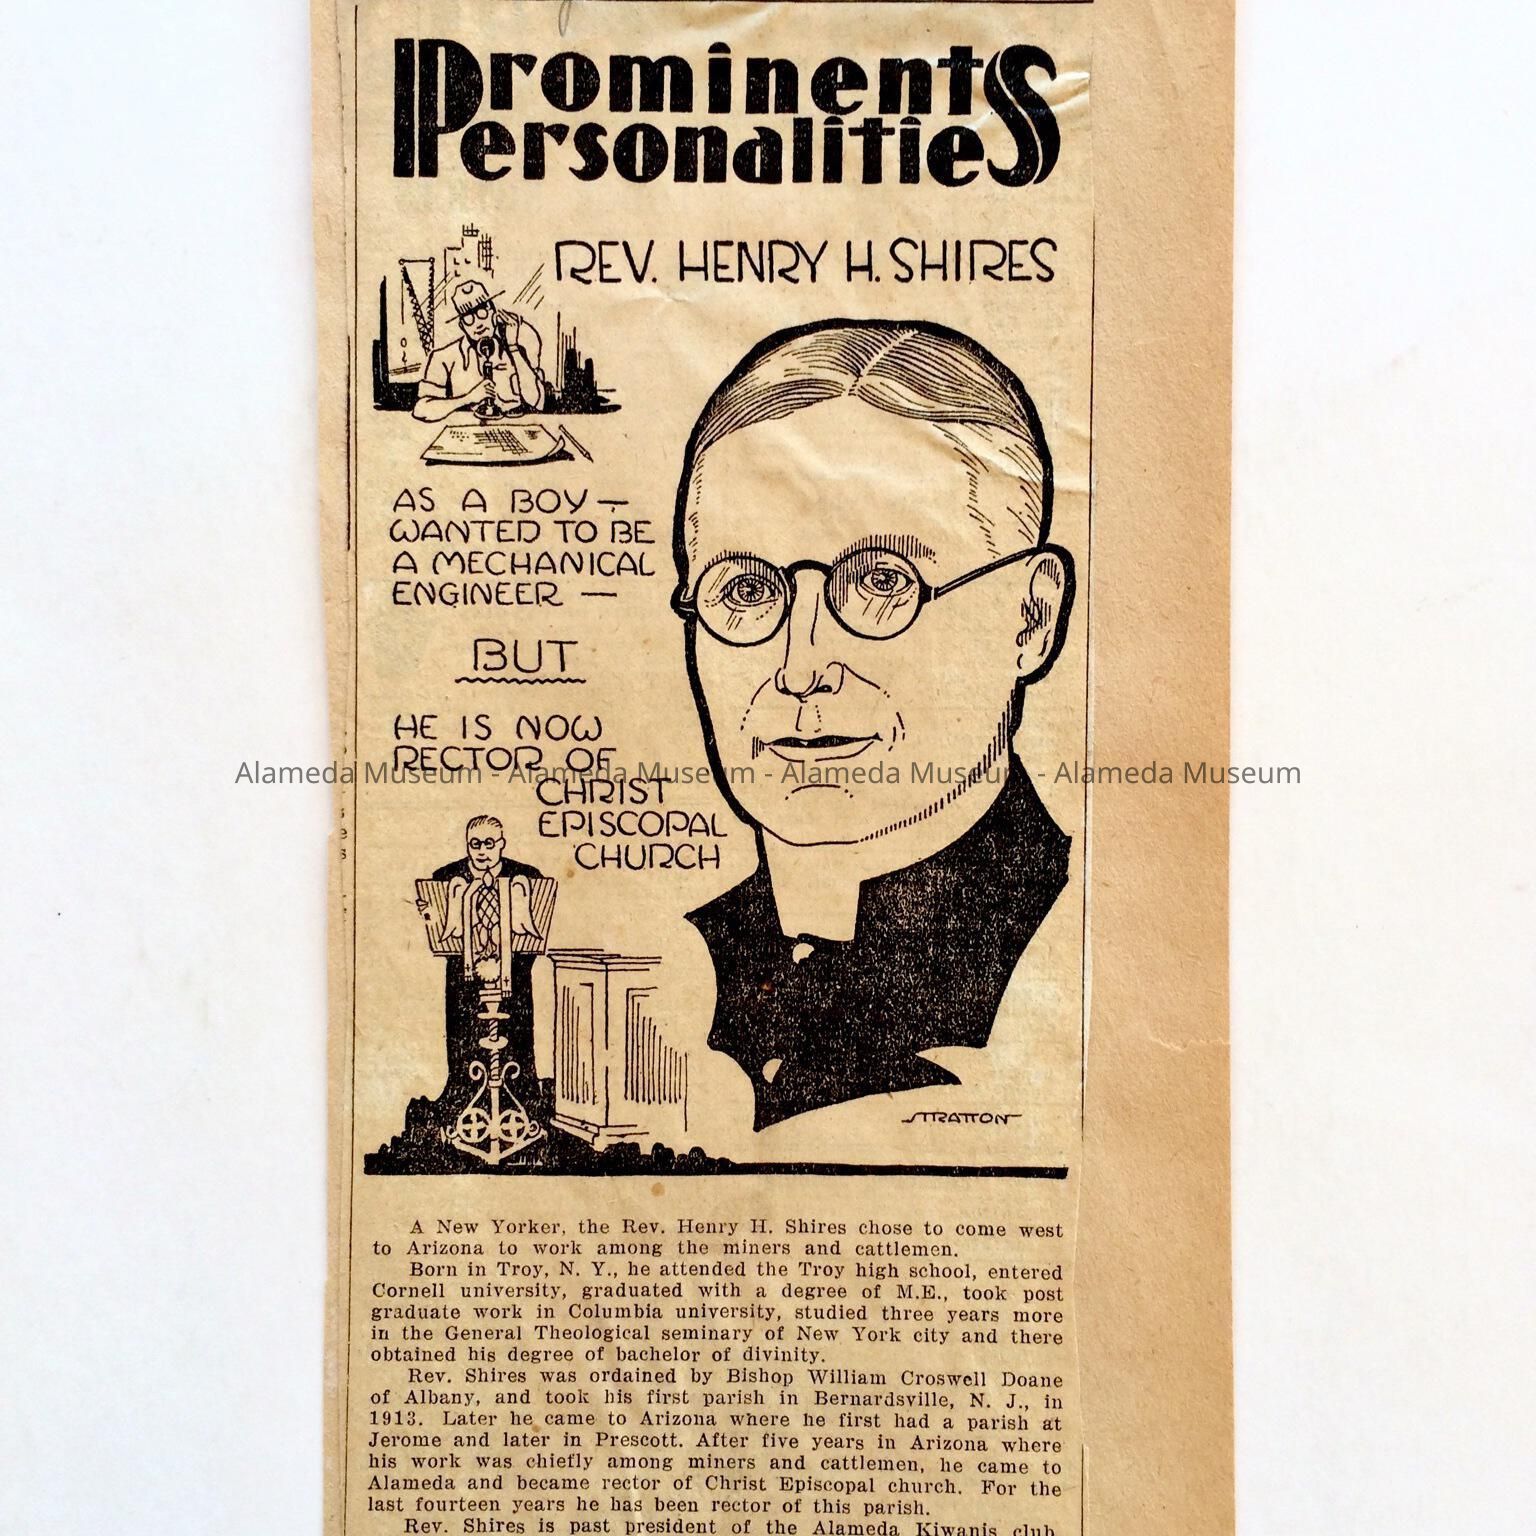 Prominent
Personalities
REV. HENRY H. SHIRES
AS A BOY —
WANTED TO BE
A MECHANICAL
ENGINEER —
BUT
HE IS NOW
RECTOR OF
CHRIST
EPISCOPAL
CHURCH
Alameda Museum - Alameda Museum - Alameda Museum - Alameda Museum
STRATTON
A New Yorker, the Rev. Henry H. Shires chose to come west
to Arizona to work among the miners and cattlemen.
Born in Troy, N. Y., he attended the Troy high school, entered
Cornell university, graduated with a degree of M.E., took post
graduate work in Columbia university, studied three years more
in the General Theological seminary of New York city and there
obtained his degree of bachelor of divinity.
Rev. Shires was ordained by Bishop William Croswell Doane
of Albany, and took his first parish in Bernardsville, N. J., in
1913. Later he came to Arizona where he first had a parish at
Jerome and later in Prescott. After five years in Arizona where
his work was chiefly among miners and cattlemen, he came to
Alameda and became rector of Christ Episcopal church. For the
last fourteen years he has been rector of this parish.
Rev. Shires is past president of the Alameda Kiwanis club,